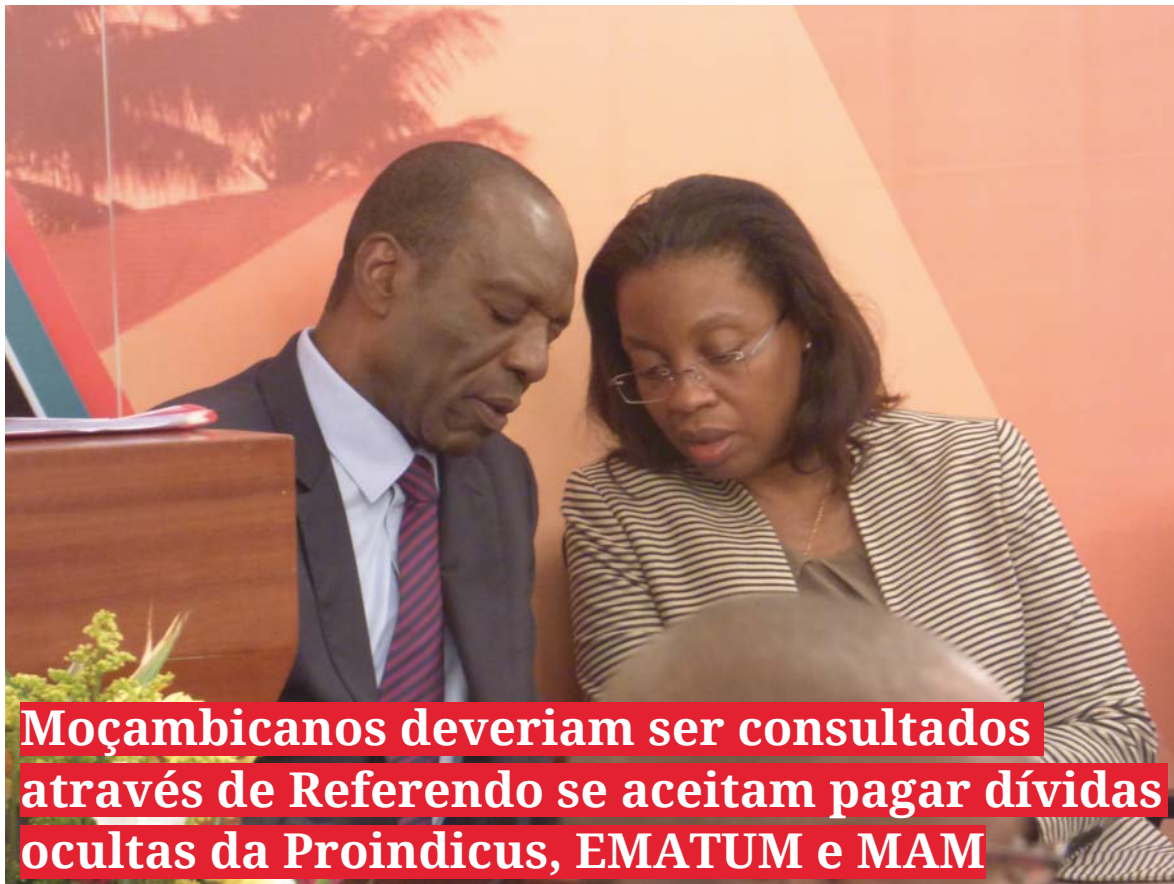 Moçambicanos deveriam ser consultados
através de Referendo se aceitam pagar dívidas
ocultas da Proindicus, EMATUM e MAM